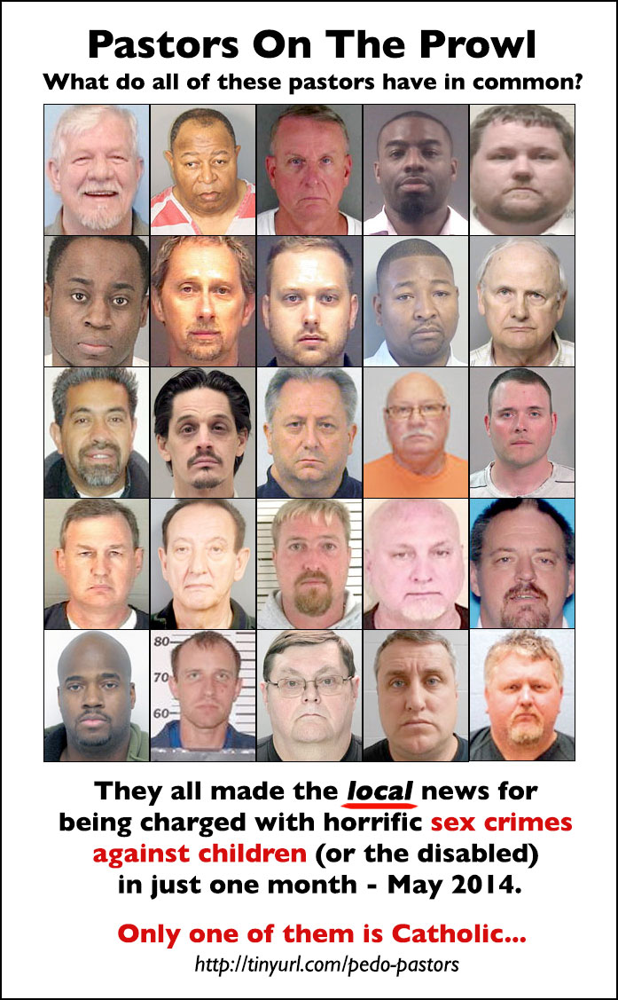 Pastors On The Prowl
What do all of these pastors have in common?
80
70
60
They all made the local news for
being charged with horrific sex crimes
against children (or the disabled)
in just one month - May 2014.
Only one of them is Catholic...
http://tinyurl.com/pedo-pastors